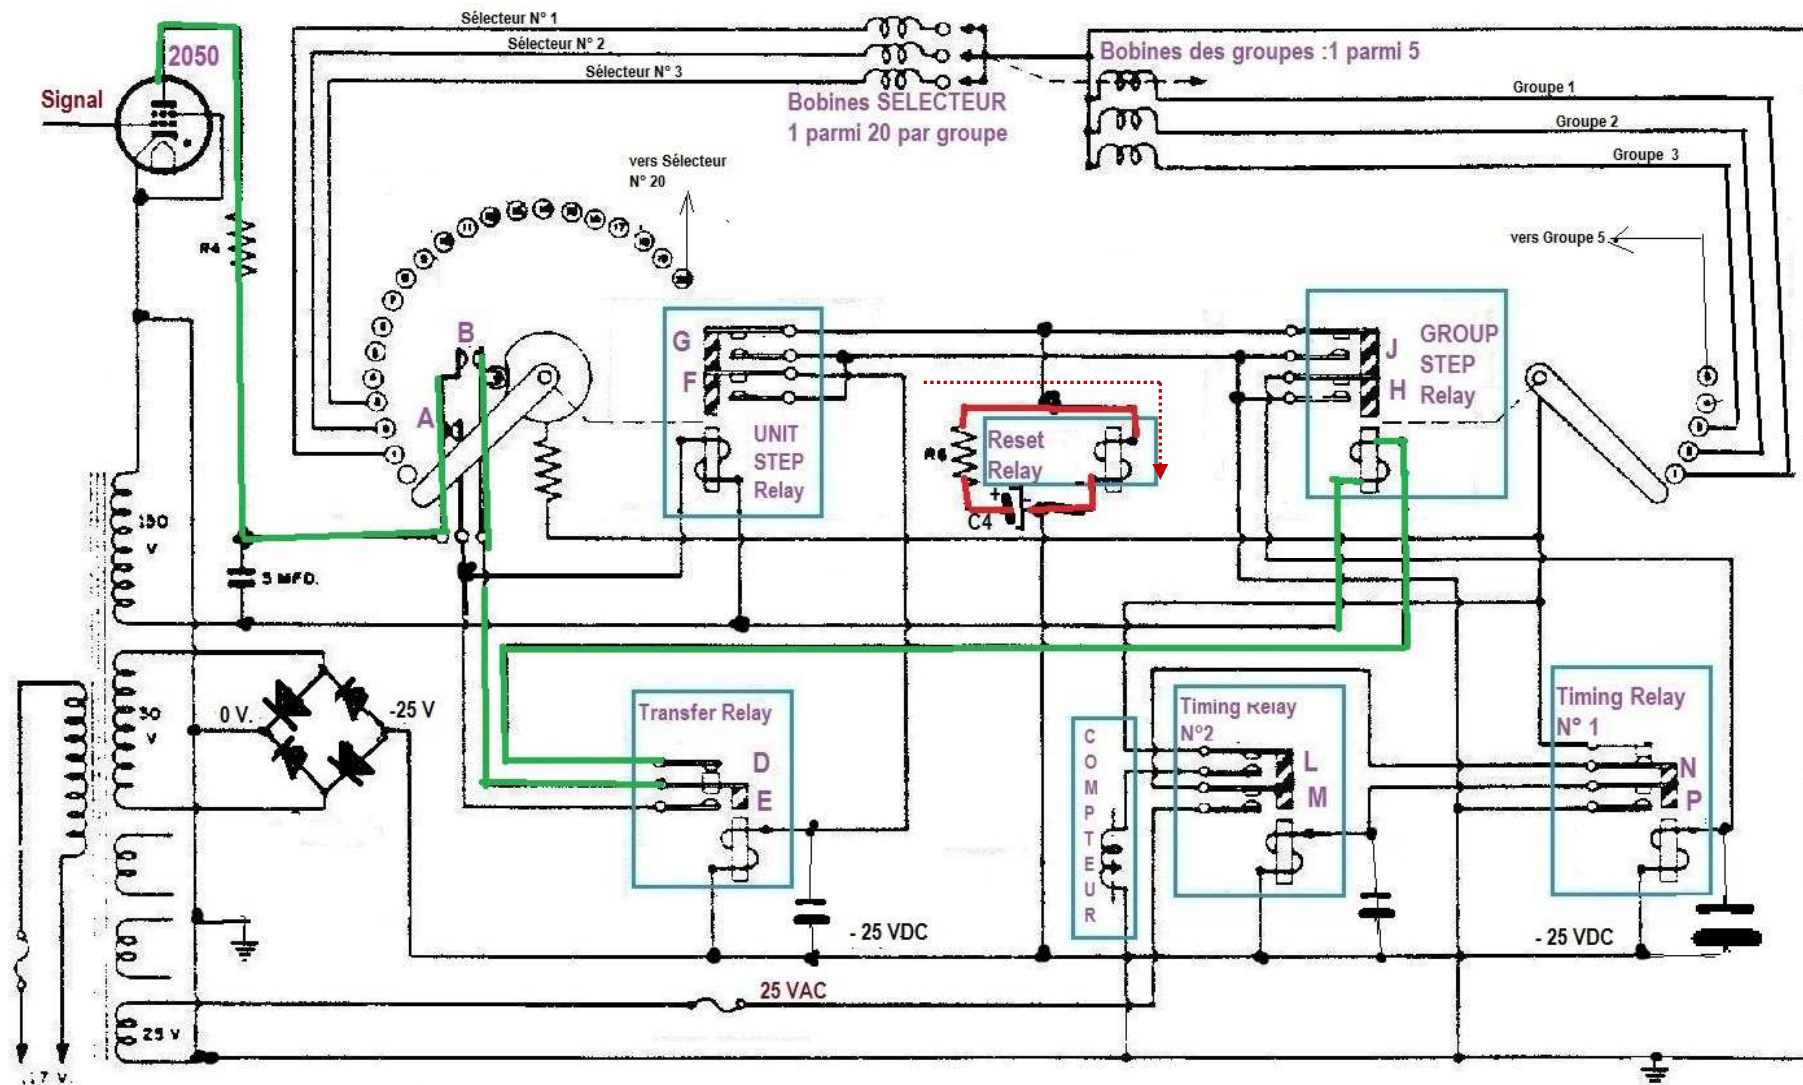 Sélecteur N° 1
Sélecteur N° 2
Sélecteur N° 3
2050
Signal
Bobines SELECTEUR
1 parmi 20 par groupe
Bobines des groupes :1 parmi 5
Groupe 1
Groupe 2
Groupe 3
vers Sélecteur
N° 20
vers Groupe 5
R4
B
A
G
F
UNIT
STEP
Relay
Reset
Relay
R6
+
-
C4
J
H
GROUP
STEP
Relay
150
V
5 MFD.
30
V
0 V.
-25 V
Transfer Relay
D
E
COMPTEUR
Timing Relay
N°2
L
M
Timing Relay
N° 1
N
P
- 25 VDC
- 25 VDC
25 VAC
25 V